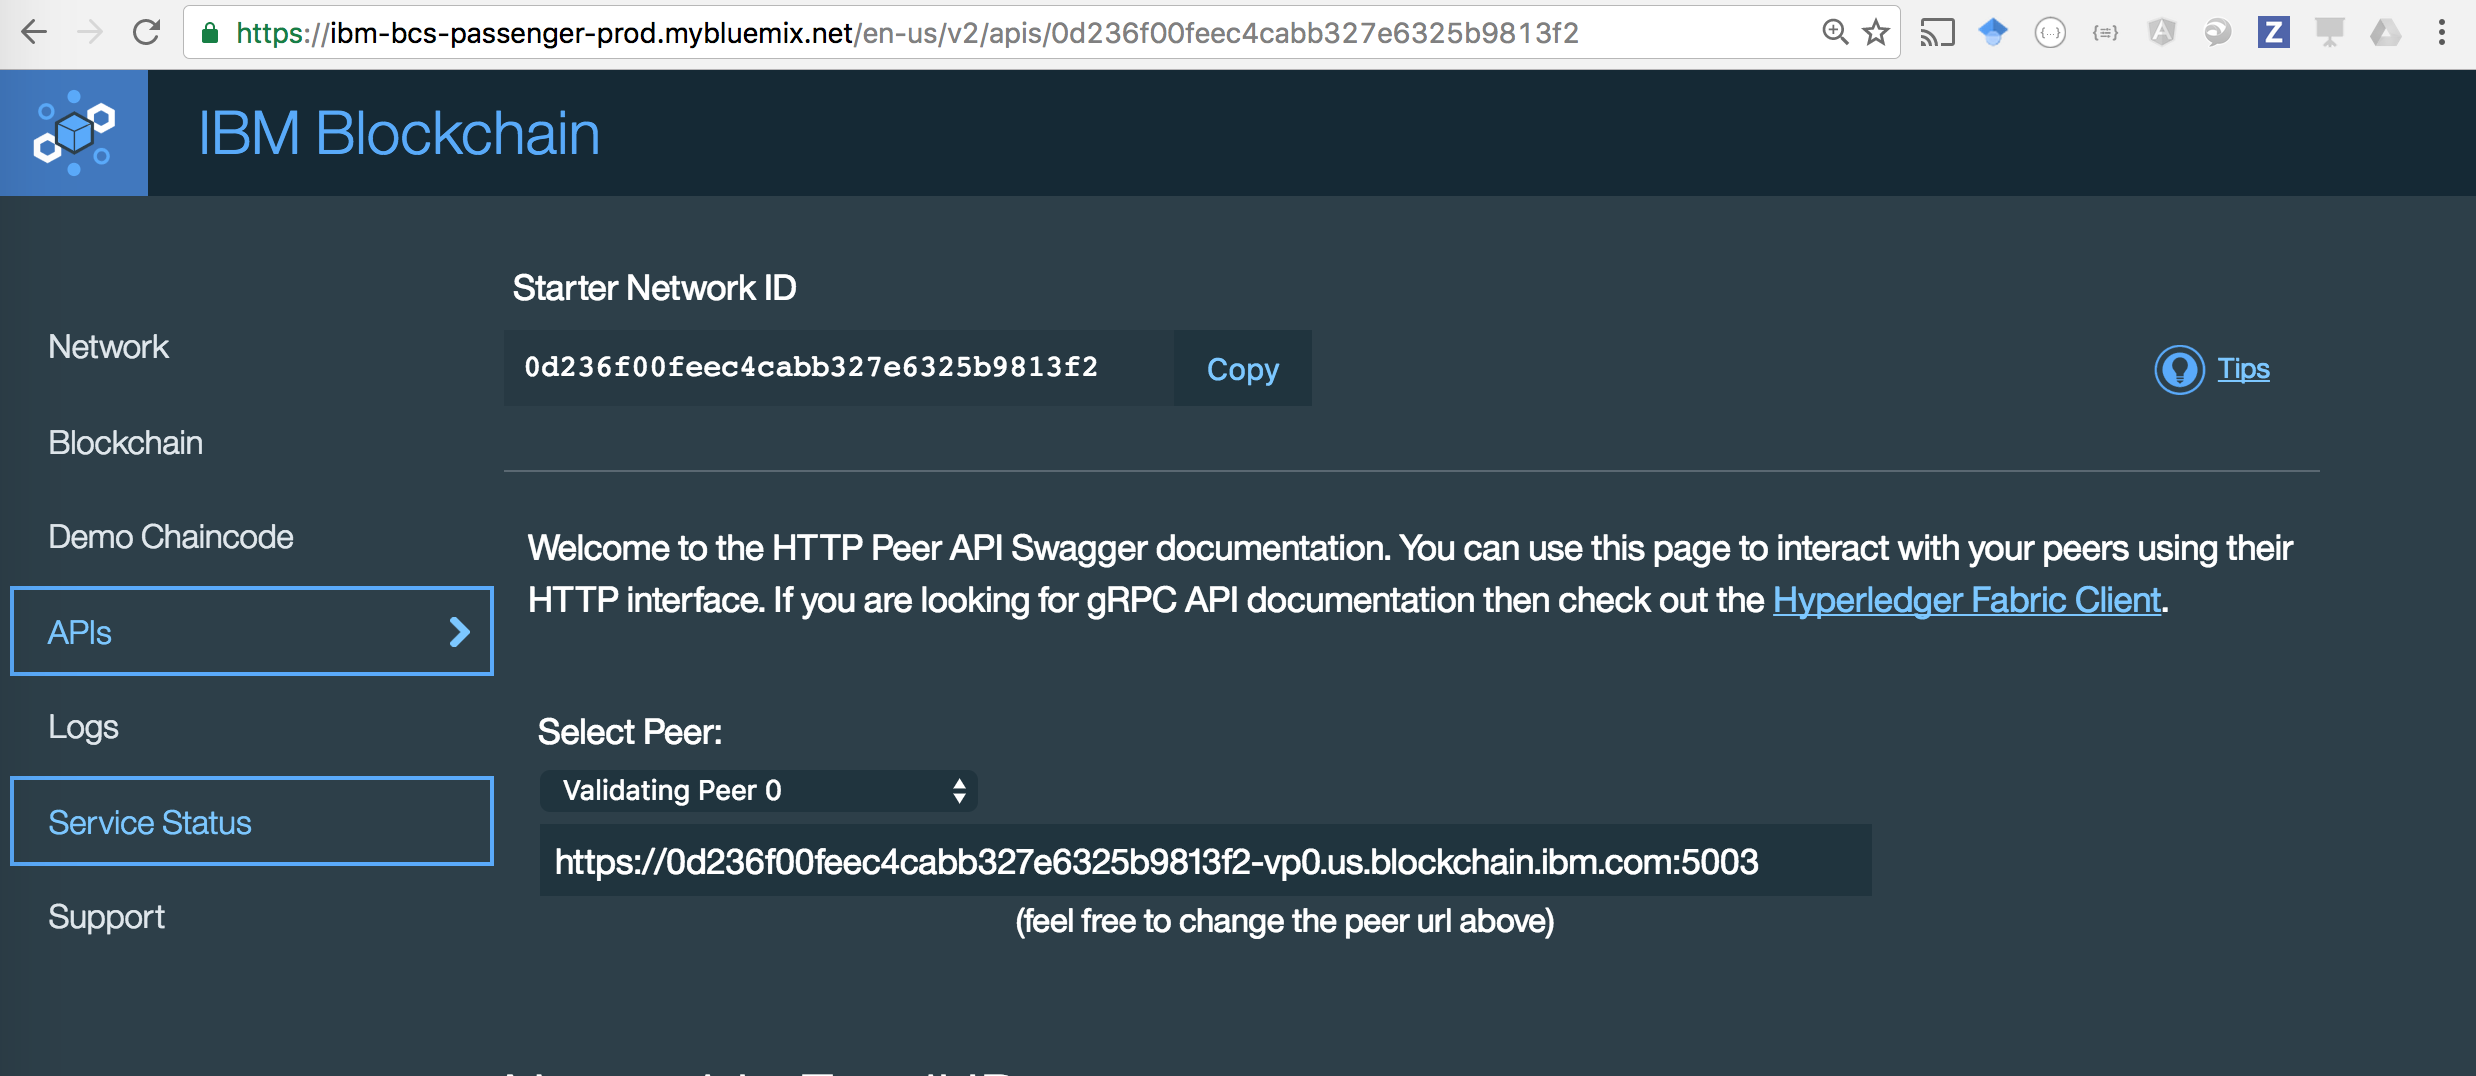 https://ibm-bcs-passenger-prod.mybluemix.net/en-us/v2/apis/0d236f00feec4cabb327e6325b9813f2
IBM Blockchain
Starter Network ID
0d236f00feec4cabb327e6325b9813f2
Copy
Tips
Network
Blockchain
Demo Chaincode
APIs
Logs
Service Status
Support
Welcome to the HTTP Peer API Swagger documentation. You can use this page to interact with your peers using their
HTTP interface. If you are looking for gRPC API documentation then check out the Hyperledger Fabric Client.
Select Peer:
Validating Peer 0
https://0d236f00feec4cabb327e6325b9813f2-vp0.us.blockchain.ibm.com:5003
(feel free to change the peer url above)